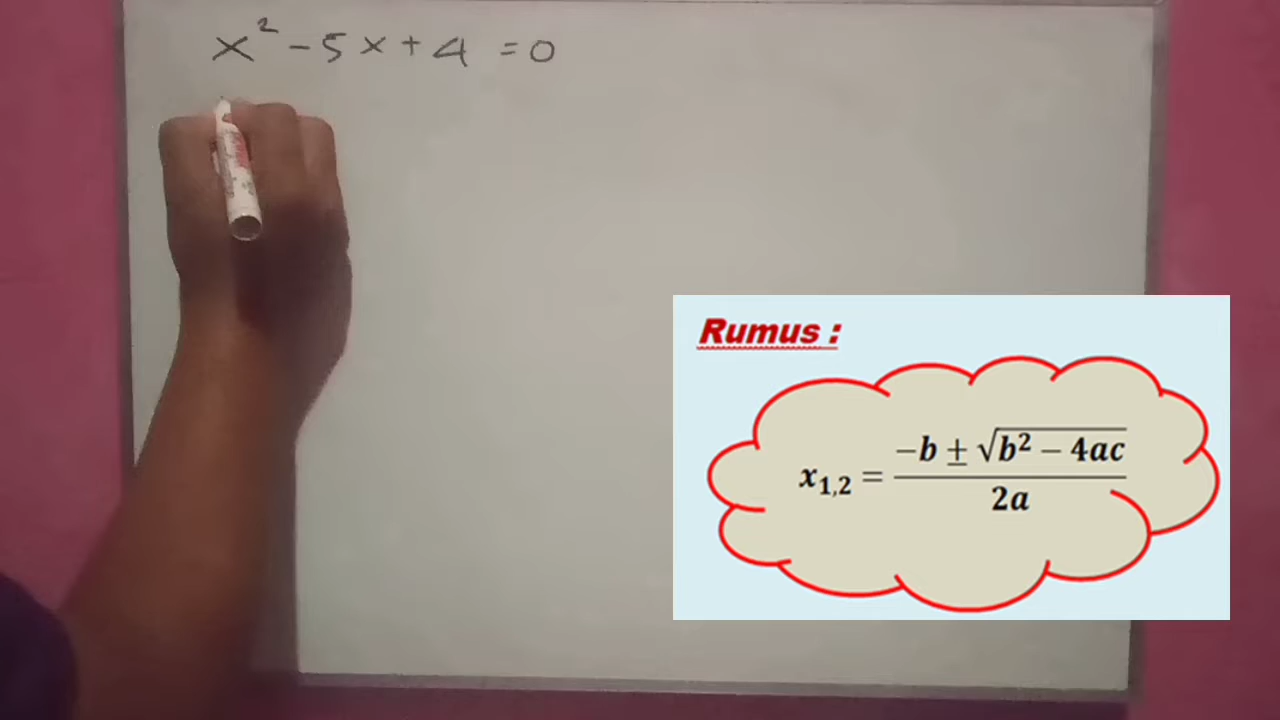 x² - 5x + 4 = 0
Rumus :
x₁,₂ = (-b ± √(b² - 4ac)) / 2a